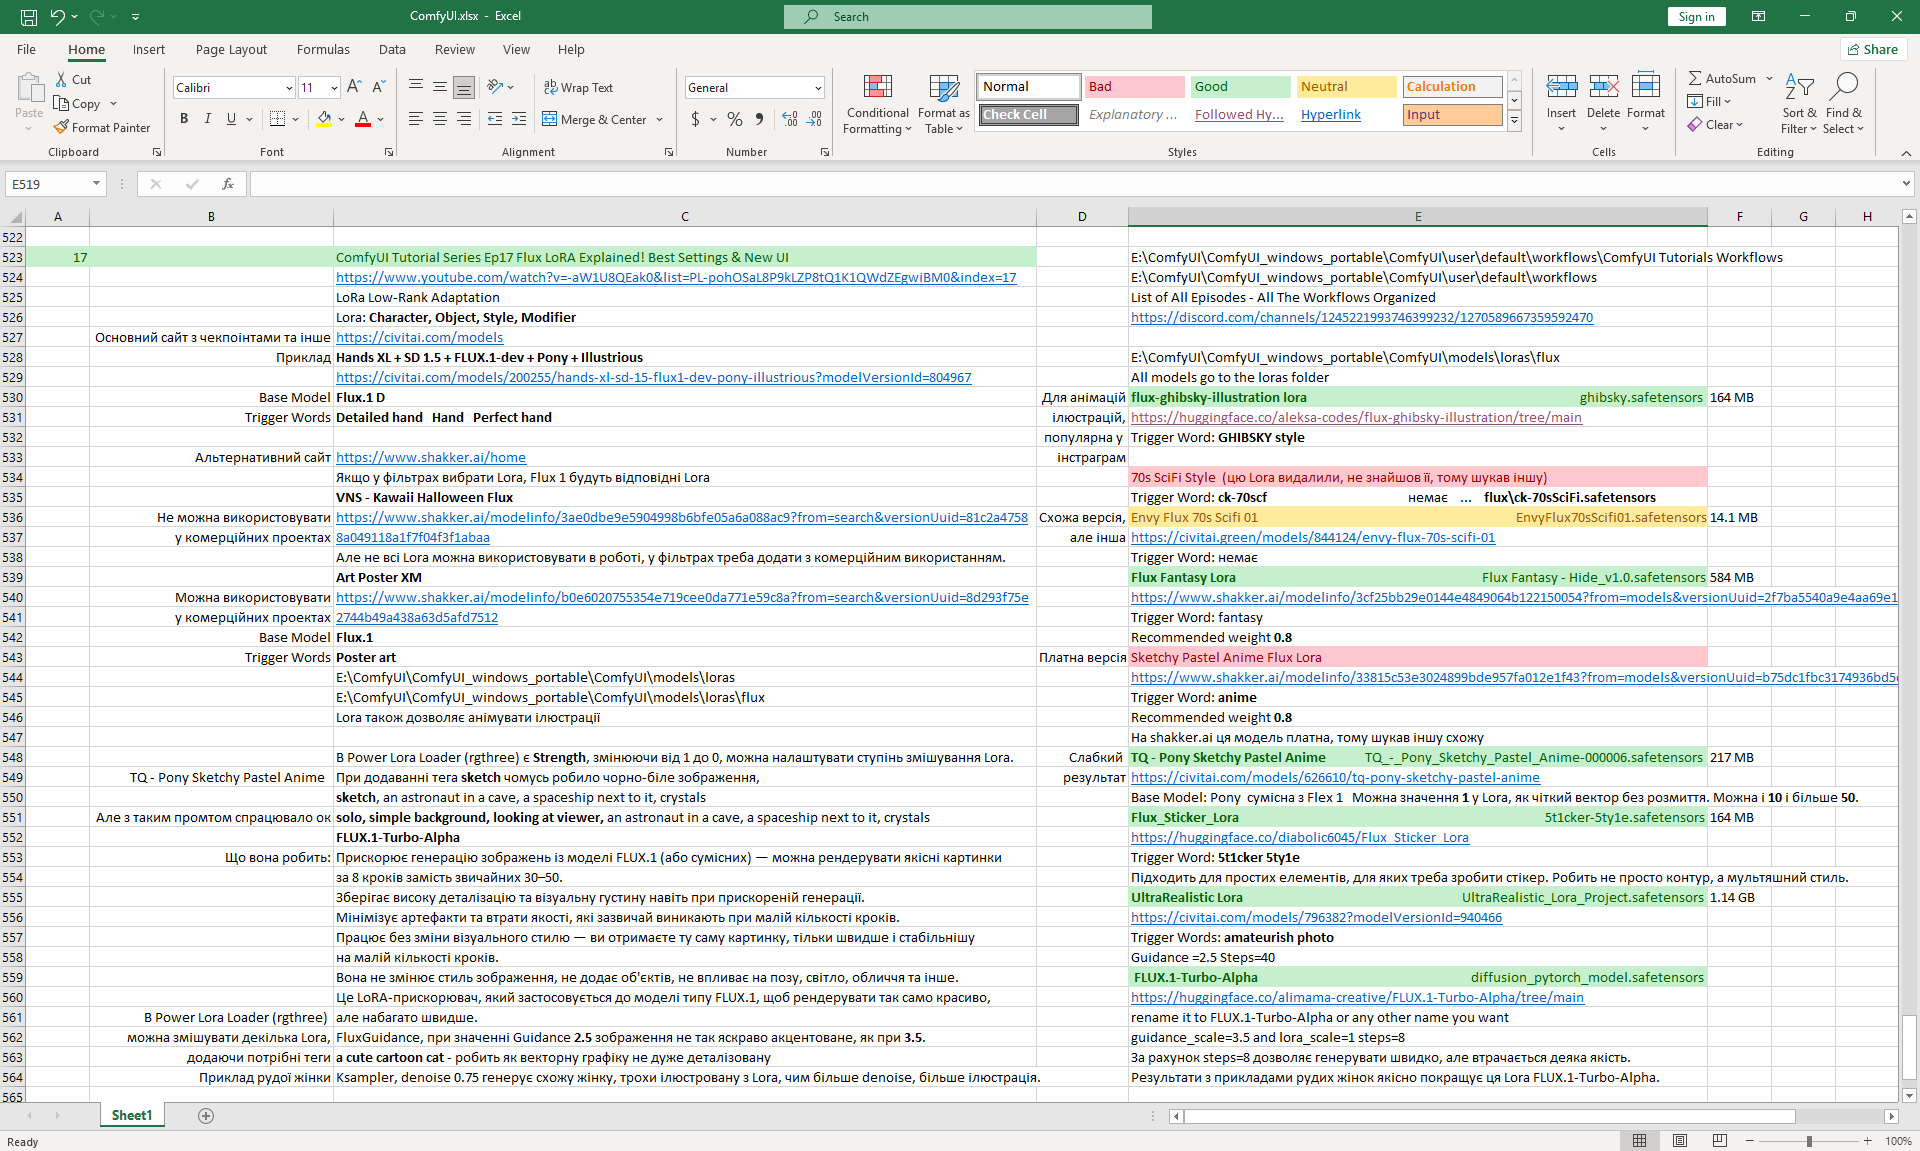 ComfyUI.xlsx - Excel
Search
Sign in
File Home Insert Page Layout Formulas Data Review View Help
Share
Paste
Cut
Copy
Format Painter
Clipboard
Calibri 11
B I U
Font
Wrap Text
Merge & Center
Alignment
General
$ % ,
Number
Conditional Formatting
Format as Table
Normal Bad Good Neutral Calculation
Check Cell Explanatory ... Followed Hy... Hyperlink Input
Styles
Insert Delete Format
Cells
AutoSum
Fill
Clear
Sort & Filter
Find & Select
Editing
E519
fx
A B C D E F G H
522
523 17 ComfyUI Tutorial Series Ep17 Flux LoRA Explained! Best Settings & New UI E:\ComfyUI\ComfyUI_windows_portable\ComfyUI\user\default\workflows\ComfyUI Tutorials Workflows
524 https://www.youtube.com/watch?v=-aW1U8QEak0&list=PL-pohOSaL8P9kLZP8tQ1K1QWdZEgwiBM0&index=17 E:\ComfyUI\ComfyUI_windows_portable\ComfyUI\user\default\workflows
525 LoRa Low-Rank Adaptation List of All Episodes - All The Workflows Organized
526 Lora: Character, Object, Style, Modifier https://discord.com/channels/1245221993746399232/1270589667359592470
527 Основний сайт з чекпоінтами та інше https://civitai.com/models
528 Приклад Hands XL + SD 1.5 + FLUX.1-dev + Pony + Illustrious E:\ComfyUI\ComfyUI_windows_portable\ComfyUI\models\loras\flux
529 https://civitai.com/models/200255/hands-xl-sd-15-flux1-dev-pony-illustrious?modelVersionId=804967 All models go to the loras folder
530 Base Model Flux.1 D Для анімацій flux-ghibsky-illustration lora ghibsky.safetensors 164 MB
531 Trigger Words Detailed hand Hand Perfect hand ілюстрацій, https://huggingface.co/aleksa-codes/flux-ghibsky-illustration/tree/main
532 популярна у Trigger Word: GHIBSKY style
533 Альтернативний сайт https://www.shakker.ai/home інстраграм
534 Якщо у фільтрах вибрати Lora, Flux 1 будуть відповідні Lora 70s SciFi Style (цю Lora видалили, не знайшов її, тому шукав іншу)
535 VNS - Kawaii Halloween Flux Trigger Word: ck-70scf немає ... flux\ck-70sSciFi.safetensors
536 Не можна використовувати https://www.shakker.ai/modelinfo/3ae0dbe9e5904998b6bfe05a6a088ac9?from=search&versionUuid=81c2a4758 Схожа версія, Envy Flux 70s Scifi 01 EnvyFlux70sScifi01.safetensors 14.1 MB
537 у комерційних проектах 8a049118a1f7f04f3f1abaa але інша https://civitai.green/models/844124/envy-flux-70s-scifi-01
538 Але не всі Lora можна використовувати в роботі, у фільтрах треба додати з комерційним використанням. Trigger Word: немає
539 Art Poster XM Flux Fantasy Lora Flux Fantasy - Hide_v1.0.safetensors 584 MB
540 Можна використовувати https://www.shakker.ai/modelinfo/b0e6020755354e719cee0da771e59c8a?from=search&versionUuid=8d293f75e https://www.shakker.ai/modelinfo/3cf25bb29e0144e4849064b122150054?from=models&versionUuid=2f7ba5540a9e4aa69e1
541 у комерційних проектах 2744b49a438a63d5afd7512 Trigger Word: fantasy
542 Base Model Flux.1 Recommended weight 0.8
543 Trigger Words Poster art Платна версія Sketchy Pastel Anime Flux Lora
544 E:\ComfyUI\ComfyUI_windows_portable\ComfyUI\models\loras https://www.shakker.ai/modelinfo/33815c53e3024899bde957fa012e1f43?from=models&versionUuid=b75dc1fbc3174936bd5
545 E:\ComfyUI\ComfyUI_windows_portable\ComfyUI\models\loras\flux Trigger Word: anime
546 Lora також дозволяє анімувати ілюстрації Recommended weight 0.8
547 На shakker.ai ця модель платна, тому шукав іншу схожу
548 В Power Lora Loader (rgthree) є Strength, змінюючи від 1 до 0, можна налаштувати ступінь змішування Lora. Слабкий TQ - Pony Sketchy Pastel Anime TQ_-_Pony_Sketchy_Pastel_Anime-000006.safetensors 217 MB
549 TQ - Pony Sketchy Pastel Anime При додаванні тега sketch чомусь робило чорно-біле зображення, результат https://civitai.com/models/626610/tq-pony-sketchy-pastel-anime
550 sketch, an astronaut in a cave, a spaceship next to it, crystals Base Model: Pony сумісна з Flex 1 Можна значення 1 у Lora, як чіткий вектор без розмиття. Можна і 10 і більше 50.
551 Але з таким промтом спрацювало ок solo, simple background, looking at viewer, an astronaut in a cave, a spaceship next to it, crystals Flux_Sticker_Lora 5t1cker-5ty1e.safetensors 164 MB
552 FLUX.1-Turbo-Alpha https://huggingface.co/diabolic6045/Flux_Sticker_Lora
553 Що вона робить: Прискорює генерацію зображень із моделі FLUX.1 (або сумісних) — можна рендерувати якісні картинки Trigger Word: 5t1cker 5ty1e
554 за 8 кроків замість звичайних 30–50. Підходить для простих елементів, для яких треба зробити стікер. Робить не просто контур, а мультяшний стиль.
555 Зберігає високу деталізацію та візуальну густину навіть при прискореній генерації. UltraRealistic Lora UltraRealistic_Lora_Project.safetensors 1.14 GB
556 Мінімізує артефакти та втрати якості, які зазвичай виникають при малій кількості кроків. https://civitai.com/models/796382?modelVersionId=940466
557 Працює без зміни візуального стилю — ви отримаєте ту саму картинку, тільки швидше і стабільнішу Trigger Words: amateurish photo
558 на малій кількості кроків. Guidance =2.5 Steps=40
559 Вона не змінює стиль зображення, не додає об'єктів, не впливає на позу, світло, обличчя та інше. FLUX.1-Turbo-Alpha diffusion_pytorch_model.safetensors
560 Це LoRA-прискорювач, який застосовується до моделі типу FLUX.1, щоб рендерувати так само красиво, https://huggingface.co/alimama-creative/FLUX.1-Turbo-Alpha/tree/main
561 В Power Lora Loader (rgthree) але набагато швидше. rename it to FLUX.1-Turbo-Alpha or any other name you want
562 можна змішувати декілька Lora, FluxGuidance, при значенні Guidance 2.5 зображення не так яскраво акцентоване, як при 3.5. guidance_scale=3.5 and lora_scale=1 steps=8
563 додаючи потрібні теги a cute cartoon cat - робить як векторну графіку не дуже деталізовану За рахунок steps=8 дозволяє генерувати швидко, але втрачається деяка якість.
564 Приклад рудої жінки Ksampler, denoise 0.75 генерує схожу жінку, трохи ілюстровану з Lora, чим більше denoise, більше ілюстрація. Результати з прикладами рудих жінок якісно покращує ця Lora FLUX.1-Turbo-Alpha.
565
Sheet1
Ready
100%